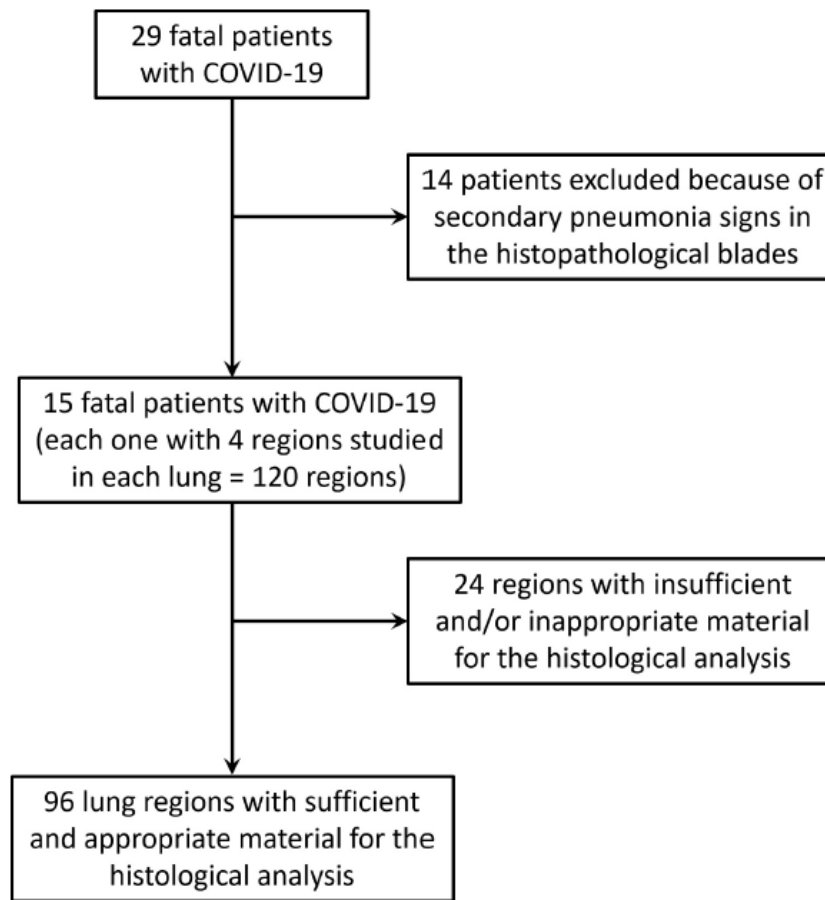 29 fatal patients
with COVID-19
14 patients excluded because of
secondary pneumonia signs in
the histopathological blades
15 fatal patients with COVID-19
(each one with 4 regions studied
in each lung = 120 regions)
24 regions with insufficient
and/or inappropriate material
for the histological analysis
96 lung regions with sufficient
and appropriate material for the
histological analysis